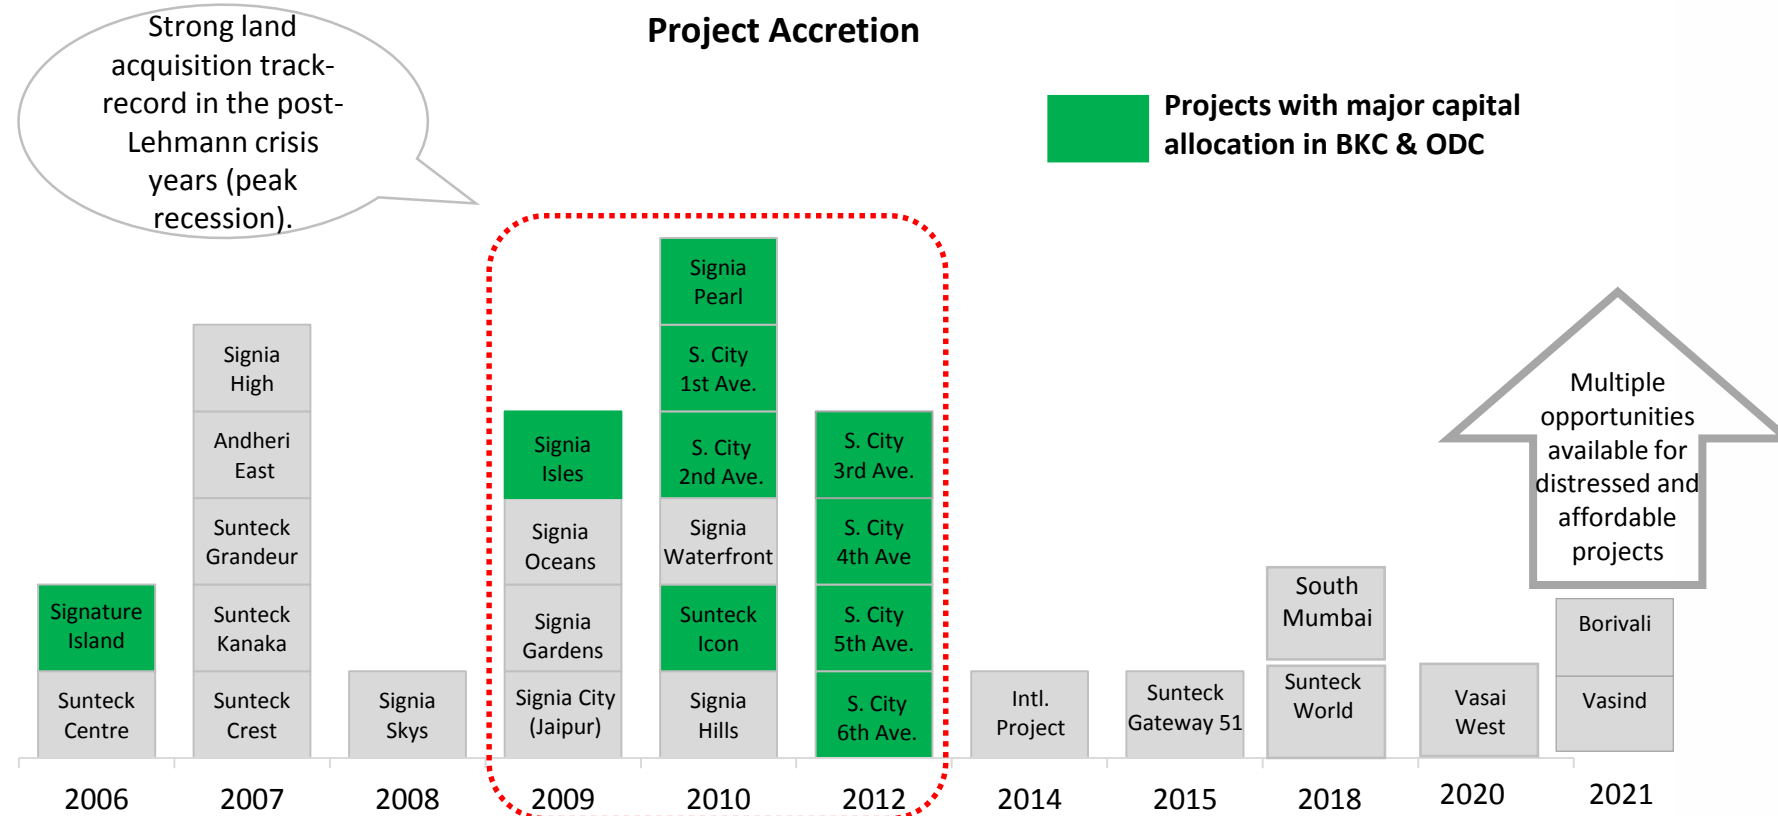 Project Accretion
Strong land
acquisition track-
record in the post-
Lehmann crisis
years (peak
recession).
Projects with major capital
allocation in BKC & ODC
Signature
Island
Sunteck
Centre
Signia
High
Andheri
East
Sunteck
Grandeur
Sunteck
Kanaka
Sunteck
Crest
Signia
Skys
Signia
Isles
Signia
Oceans
Signia
Gardens
Signia City
(Jaipur)
Signia
Pearl
S. City
1st Ave.
S. City
2nd Ave.
Signia
Waterfront
Sunteck
Icon
Signia
Hills
S. City
3rd Ave.
S. City
4th Ave
S. City
5th Ave.
S. City
6th Ave.
Intl.
Project
Sunteck
Gateway 51
South
Mumbai
Sunteck
World
Vasai
West
Multiple
opportunities
available for
distressed and
affordable
projects
Borivali
Vasind
2006 2007 2008 2009 2010 2012 2014 2015 2018 2020 2021